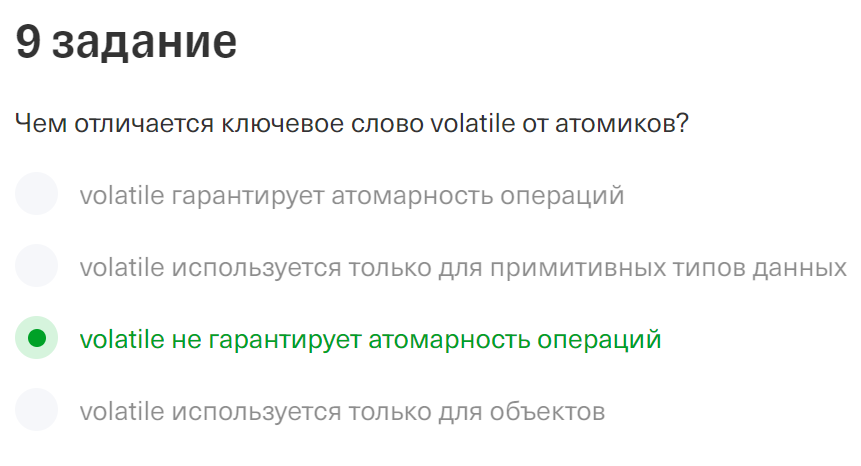 9 задание
Чем отличается ключевое слово volatile от атомиков?
volatile гарантирует атомарность операций
volatile используется только для примитивных типов данных
volatile не гарантирует атомарность операций
volatile используется только для объектов